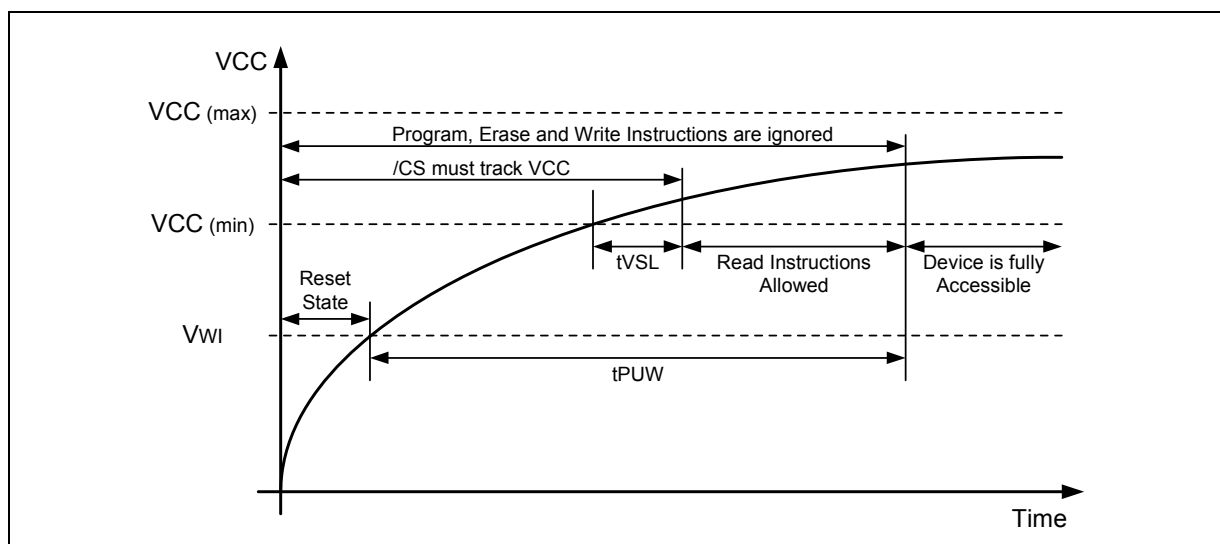 VCC
VCC (max)
Program, Erase and Write Instructions are ignored
/CS must track VCC
VCC (min)
tVSL
Read Instructions
Allowed
Device is fully
Accessible
Reset
State
VWI
tPUW
Time